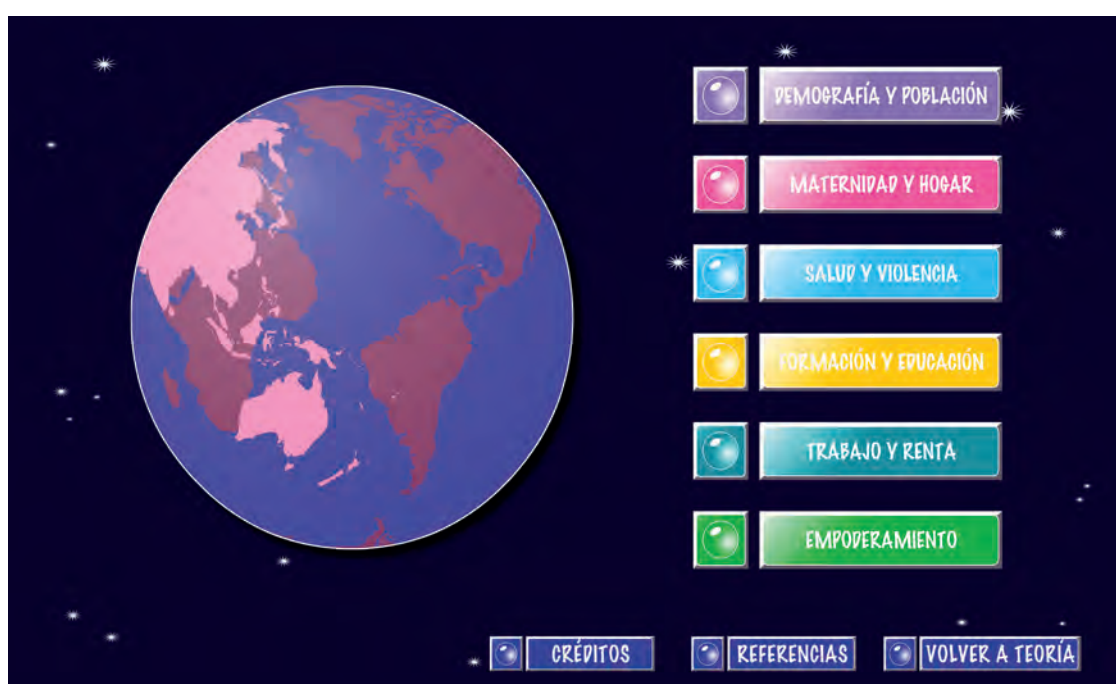 DEMOGRAFÍA Y POBLACIÓN
MATERNIDAD Y HOGAR
SALUD Y VIOLENCIA
FORMACIÓN Y EDUCACIÓN
TRABAJO Y RENTA
EMPODERAMIENTO
CRÉDITOS
REFERENCIAS
VOLVER A TEORÍA